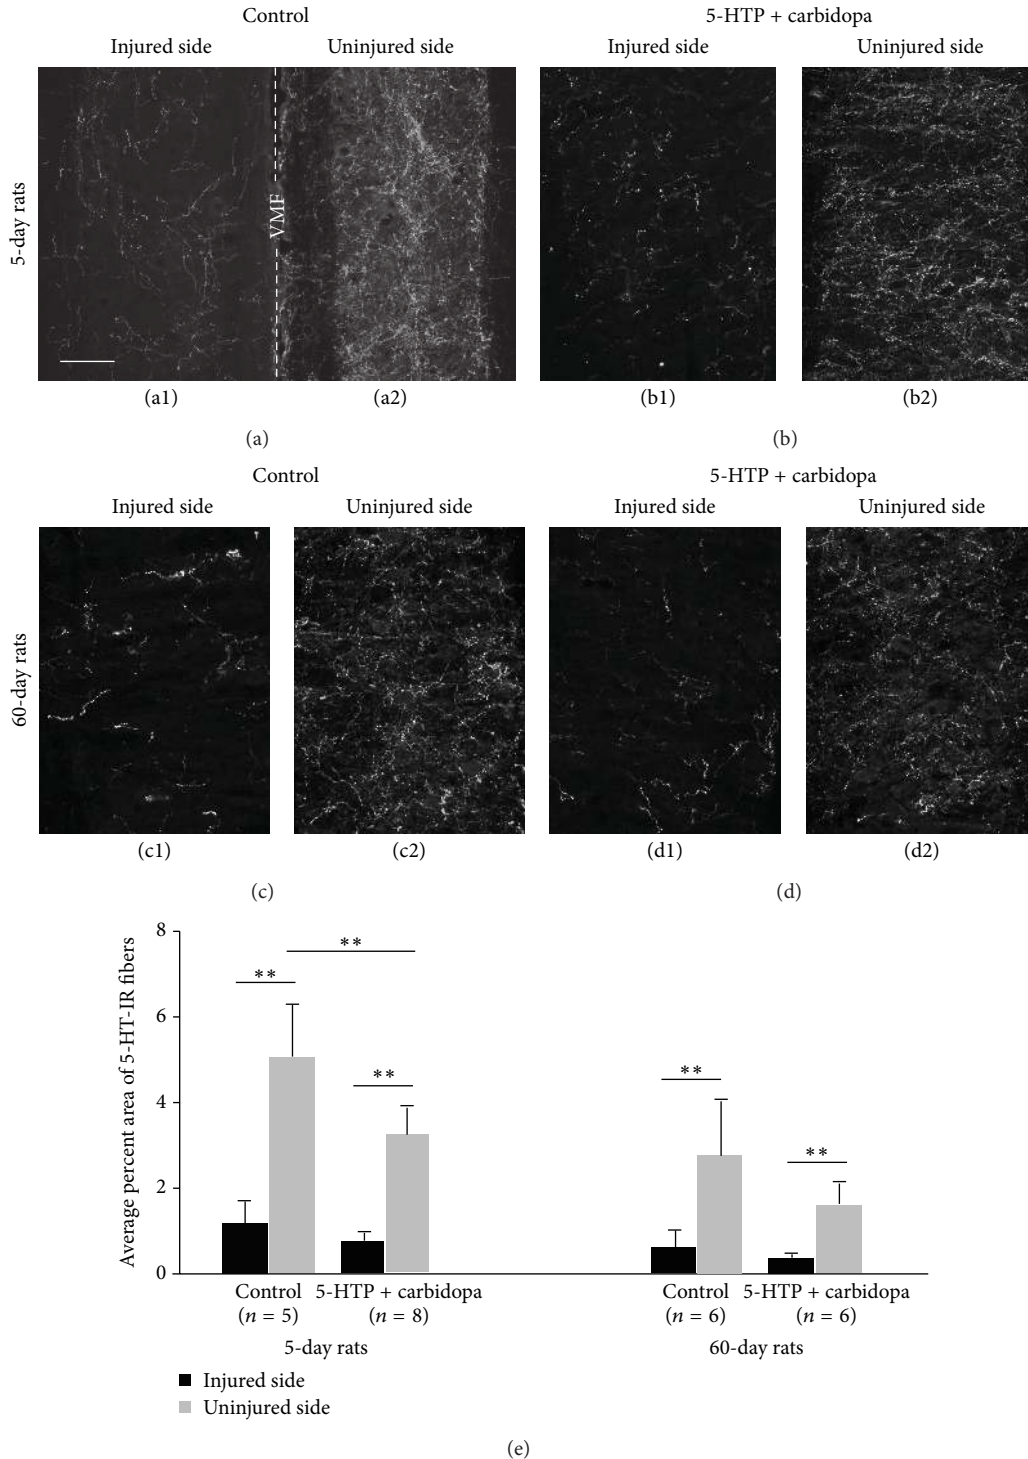 Control
5-HTP + carbidopa
Injured side
Uninjured side
Injured side
Uninjured side
5-day rats
VMF
(a1)
(a2)
(b1)
(b2)
(a)
(b)
Control
5-HTP + carbidopa
Injured side
Uninjured side
Injured side
Uninjured side
60-day rats
(c1)
(c2)
(d1)
(d2)
(c)
(d)
Average percent area of 5-HT-IR fibers
8
6
4
2
0
**
**
**
**
**
Control
(n = 5)
5-HTP + carbidopa
(n = 8)
Control
(n = 6)
5-HTP + carbidopa
(n = 6)
5-day rats
60-day rats
Injured side
Uninjured side
(e)